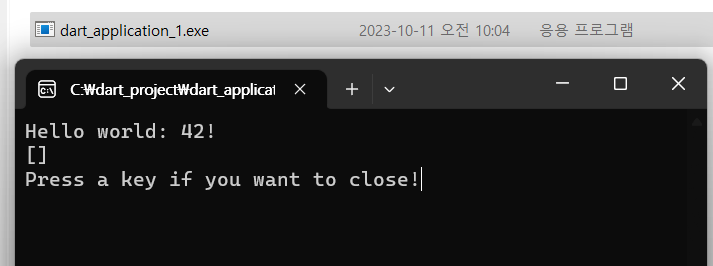 dart_application_1.exe 2023-10-11 오전 10:04 응용 프로그램
C:\ C:₩dart_project₩dart_applicat
Hello world: 42!
[]
Press a key if you want to close!